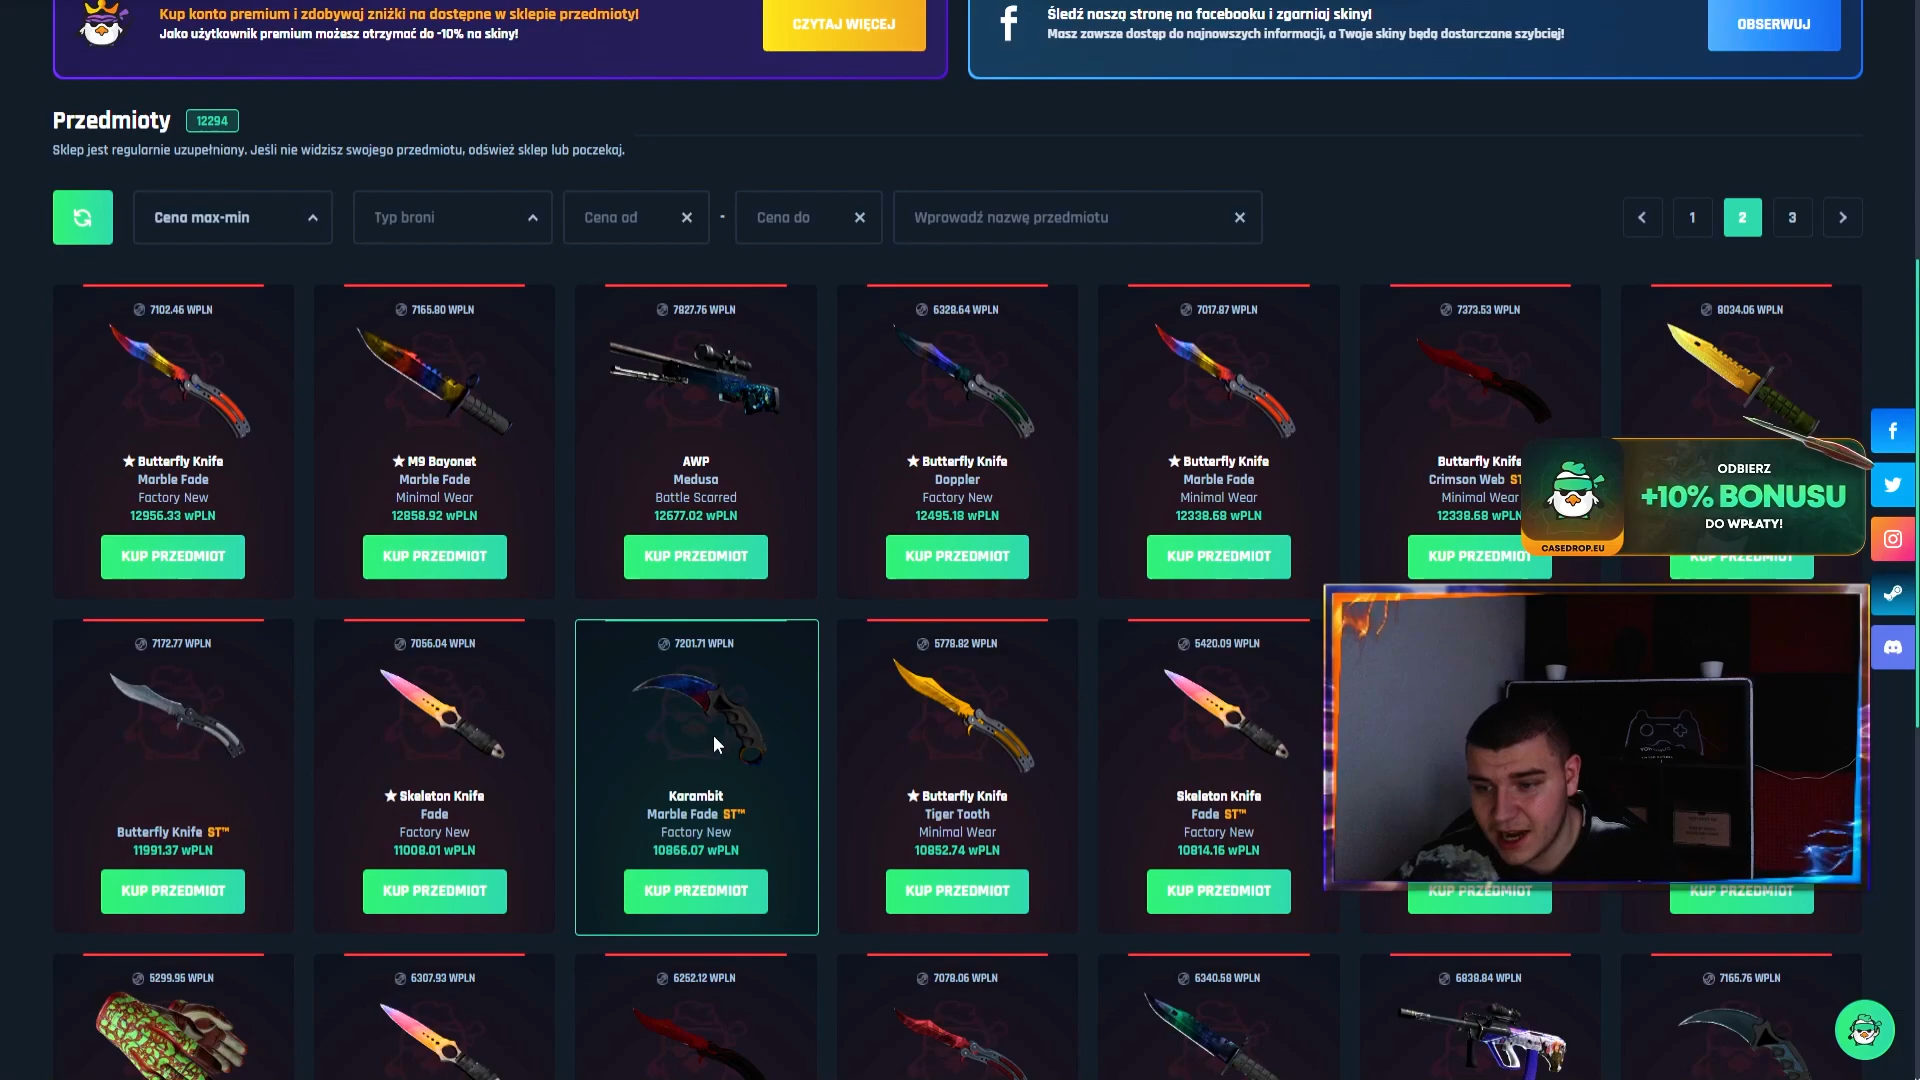 Kup konto premium i zdobywaj zniżki na dostępne w sklepie przedmioty!
Jako użytkownik premium możesz otrzymać do -10% na skiny!
CZYTAJ WIĘCEJ
Śledź naszą stronę na facebooku i zgarniaj skiny!
Masz zawsze dostęp do najnowszych informacji, a Twoje skiny będą dostarczane szybciej!
OBSERWUJ
Przedmioty 12294
Sklep jest regularnie uzupełniany. Jeśli nie widzisz swojego przedmiotu, odśwież sklep lub poczekaj.
Cena max-min
Typ broni
Cena od
-
Cena do
Wprowadź nazwę przedmiotu
1 2 3
7102.46 WPLN
★ Butterfly Knife
Marble Fade
Factory New
12956.33 wPLN
KUP PRZEDMIOT
7165.80 WPLN
★ M9 Bayonet
Marble Fade
Minimal Wear
12858.92 wPLN
KUP PRZEDMIOT
7827.76 WPLN
AWP
Medusa
Battle Scarred
12677.02 wPLN
KUP PRZEDMIOT
6328.64 WPLN
★ Butterfly Knife
Doppler
Factory New
12495.18 wPLN
KUP PRZEDMIOT
7017.87 WPLN
★ Butterfly Knife
Marble Fade
Minimal Wear
12338.68 wPLN
KUP PRZEDMIOT
7373.53 WPLN
Butterfly Knife
Crimson Web
Minimal Wear
12338.68 wPLN
KUP PRZEDMIOT
8034.06 WPLN
KUP PRZEDMIOT
ODBIERZ
+10% BONUSU
DO WPŁATY!
CASEDROP.EU
7172.77 WPLN
Butterfly Knife ST™
11991.37 wPLN
KUP PRZEDMIOT
7056.04 WPLN
★ Skeleton Knife
Fade
Factory New
11008.01 wPLN
KUP PRZEDMIOT
7201.71 WPLN
Karambit
Marble Fade ST™
Factory New
10866.07 wPLN
KUP PRZEDMIOT
5778.82 WPLN
★ Butterfly Knife
Tiger Tooth
Minimal Wear
10852.74 wPLN
KUP PRZEDMIOT
5420.09 WPLN
Skeleton Knife
Fade ST™
Factory New
10814.16 wPLN
KUP PRZEDMIOT
KUP PRZEDMIOT
KUP PRZEDMIOT
5299.95 WPLN
6307.93 WPLN
6252.12 WPLN
7078.06 WPLN
6340.58 WPLN
6838.84 WPLN
7165.76 WPLN